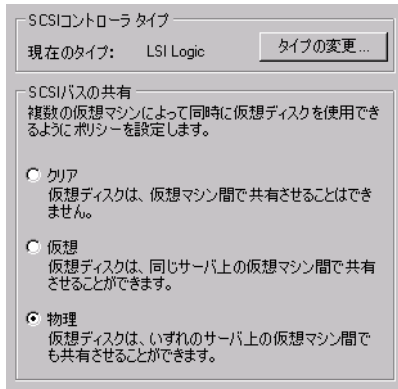 SCSIコントローラ タイプ
現在のタイプ: LSI Logic タイプの変更...
SCSIバスの共有
複数の仮想マシンによって同時に仮想ディスクを使用でき
るようにポリシーを設定します。
クリア
仮想ディスクは、仮想マシン間で共有させることはでき
ません。
仮想
仮想ディスクは、同じサーバ上の仮想マシン間で共有
させることができます。
物理
仮想ディスクは、いずれのサーバ上の仮想マシン間で
も共有させることができます。